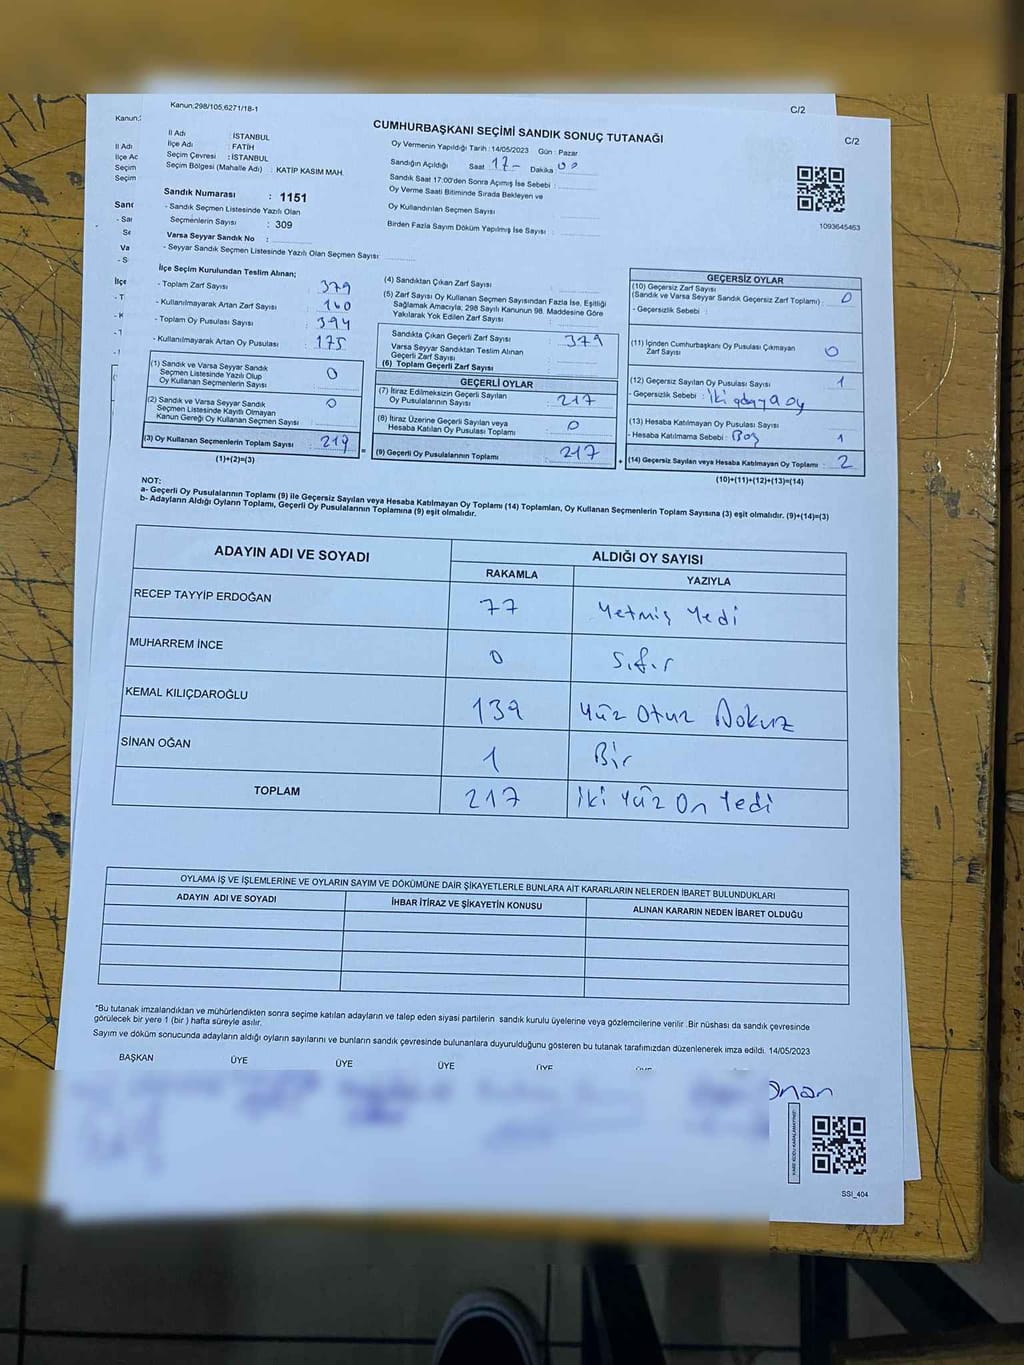 Kanun;298/105,6271/18-1
C/2
Kanun:2
CUMHURBAŞKANI SEÇİMİ SANDIK SONUÇ TUTANAĞI
C/2
İl Adı : İSTANBUL
İlçe Adı : FATİH
Seçim Çevresi : İSTANBUL
Seçim Bölgesi (Mahalle Adı) : KATİP KASIM MAH.
Oy Vermenin Yapıldığı Tarih : 14/05/2023 Gün : Pazar
Sandığın Açıldığı Saat 17- Dakika 00
Sandık Saat 17:00'den Sonra Açımış İse Sebebi :
Oy Verme Saati Bitiminde Sırada Bekleyen ve
Oy Kullandırılan Seçmen Sayısı
Birden Fazla Sayım Döküm Yapılmış İse Sayısı :
1093645463
Sandık Numarası : 1151
- Sandık Seçmen Listesinde Yazılı Olan
Seçmenlerin Sayısı : 309
Varsa Seyyar Sandık No :
- Seyyar Sandık Seçmen Listesinde Yazılı Olan Seçmen Sayısı:
İlçe Seçim Kurulundan Teslim Alınan;
- Toplam Zarf Sayısı : 379
- Kullanılmayarak Artan Zarf Sayısı : 160
- Toplam Oy Pusulası Sayısı : 394
- Kullanılmayarak Artan Oy Pusulası : 175
(1) Sandık ve Varsa Seyyar Sandık
Seçmen Listesinde Yazılı Olup
Oy Kullanan Seçmenlerin Sayısı : 0
(2) Sandık ve Varsa Seyyar Sandık
Seçmen Listesinde Kayıtlı Olmayan
Kanun Gereği Oy Kullanan Seçmen Sayısı : 0
(3) Oy Kullanan Seçmenlerin Toplam Sayısı : 219
(1)+(2)=(3)
(4) Sandıktan Çıkan Zarf Sayısı :
(5) Zarf Sayısı Oy Kullanan Seçmen Sayısından Fazla İse, Eşitliği
Sağlamak Amacıyla; 298 Sayılı Kanunun 98. Maddesine Göre
Yakılarak Yok Edilen Zarf Sayısı :
Sandıkta Çıkan Geçerli Zarf Sayısı : 379
Varsa Seyyar Sandıktan Teslim Alınan
Geçerli Zarf Sayısı
(6) Toplam Geçerli Zarf Sayısı
GEÇERLİ OYLAR
(7) İtiraz Edilmeksizin Geçerli Sayılan
Oy Pusulalarının Sayısı : 217
(8) İtiraz Üzerine Geçerli Sayılan veya
Hesaba Katılan Oy Pusulası Toplamı : 0
(9) Geçerli Oy Pusulalarının Toplamı : 217
GEÇERSİZ OYLAR
(10) Geçersiz Zarf Sayısı
(Sandık ve Varsa Seyyar Sandık Geçersiz Zarf Toplamı) : 0
- Geçersizlik Sebebi :
(11) İçinden Cumhurbaşkanı Oy Pusulası Çıkmayan
Zarf Sayısı : 0
(12) Geçersiz Sayılan Oy Pusulası Sayısı : 1
- Geçersizlik Sebebi : İki oy
(13) Hesaba Katılmayan Oy Pusulası Sayısı
- Hesaba Katılmama Sebebi : Boş : 1
(14) Geçersiz Sayılan veya Hesaba Katılmayan Oy Toplamı : 2
(10)+(11)+(12)+(13)=(14)
NOT:
a- Geçerli Oy Pusulalarının Toplamı (9) ile Geçersiz Sayılan veya Hesaba Katılmayan Oy Toplamı (14) Toplamları, Oy Kullanan Seçmenlerin Toplam Sayısına (3) eşit olmalıdır. (9)+(14)=(3)
b- Adayların Aldığı Oyların Toplamı, Geçerli Oy Pusulalarının Toplamına (9) eşit olmalıdır.
ADAYIN ADI VE SOYADI
ALDIĞI OY SAYISI
RAKAMLA YAZIYLA
RECEP TAYYİP ERDOĞAN 77 Yetmiş Yedi
MUHARREM İNCE 0 Sıfır
KEMAL KILIÇDAROĞLU 139 Yüz Otuz Dokuz
SİNAN OĞAN 1 Bir
TOPLAM 217 İki Yüz On Yedi
OYLAMA İŞ VE İŞLEMLERİNE VE OYLARIN SAYIM VE DÖKÜMÜNE DAİR ŞİKAYETLERLE BUNLARA AİT KARARLARIN NELERDEN İBARET BULUNDUKLARI
ADAYIN ADI VE SOYADI İHBAR İTİRAZ VE ŞİKAYETİN KONUSU ALINAN KARARIN NEDEN İBARET OLDUĞU
*Bu tutanak imzalandıktan ve mühürlendikten sonra seçime katılan adayların ve talep eden siyasi partilerin sandık kurulu üyelerine veya gözlemcilerine verilir .Bir nüshası da sandık çevresinde
görülecek bir yere 1 (bir ) hafta süreyle asılır.
Sayım ve döküm sonucunda adayların aldığı oyların sayılarını ve bunların sandık çevresinde bulunanlara duyurulduğunu gösteren bu tutanak tarafımızdan düzenlenerek imza edildi. 14/05/2023
BAŞKAN ÜYE ÜYE ÜYE ÜYE
SSI_404